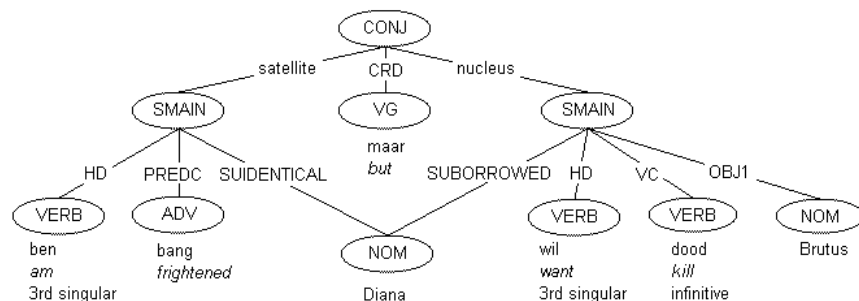 CONJ
satellite CRD nucleus
SMAIN VG SMAIN
maar
but
HD PREDC SUIDENTICAL SUBORROWED HD VC OBJ1
VERB ADV NOM VERB VERB NOM
ben bang Diana wil dood Brutus
am frightened want kill
3rd singular 3rd singular infinitive